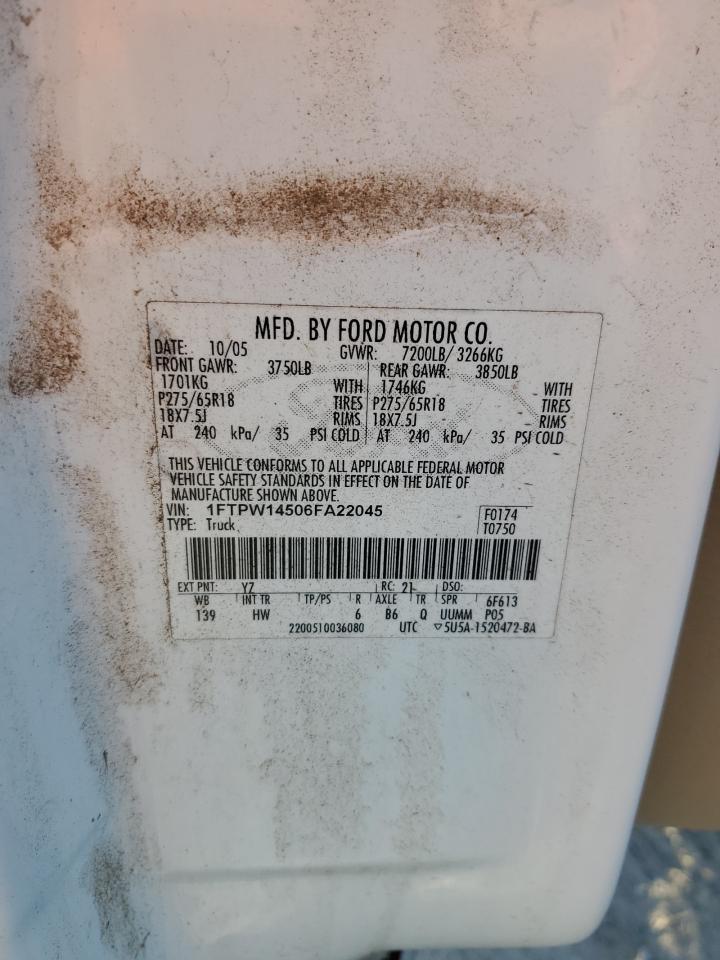 MFD. BY FORD MOTOR CO.
DATE: 10/05 GVWR: 7200LB/ 3266KG
FRONT GAWR: 3750LB REAR GAWR: 3850LB
1701KG WITH 1746KG WITH
P275/65R18 TIRES P275/65R18 TIRES
18X7.5J RIMS 18X7.5J RIMS
AT 240 kPa/ 35 PSI COLD AT 240 kPa/ 35 PSI COLD
THIS VEHICLE CONFORMS TO ALL APPLICABLE FEDERAL MOTOR
VEHICLE SAFETY STANDARDS IN EFFECT ON THE DATE OF
MANUFACTURE SHOWN ABOVE.
VIN: 1FTPW14506FA22045 F0174
TYPE: Truck T0750
EXT PNT: YZ RC: 21 DSO:
WB INT TR TP/PS R AXLE TR SPR 6F613
139 HW 6 B6 Q UUMM P05
2200510036080 UTC ▽5U5A-1520472-BA